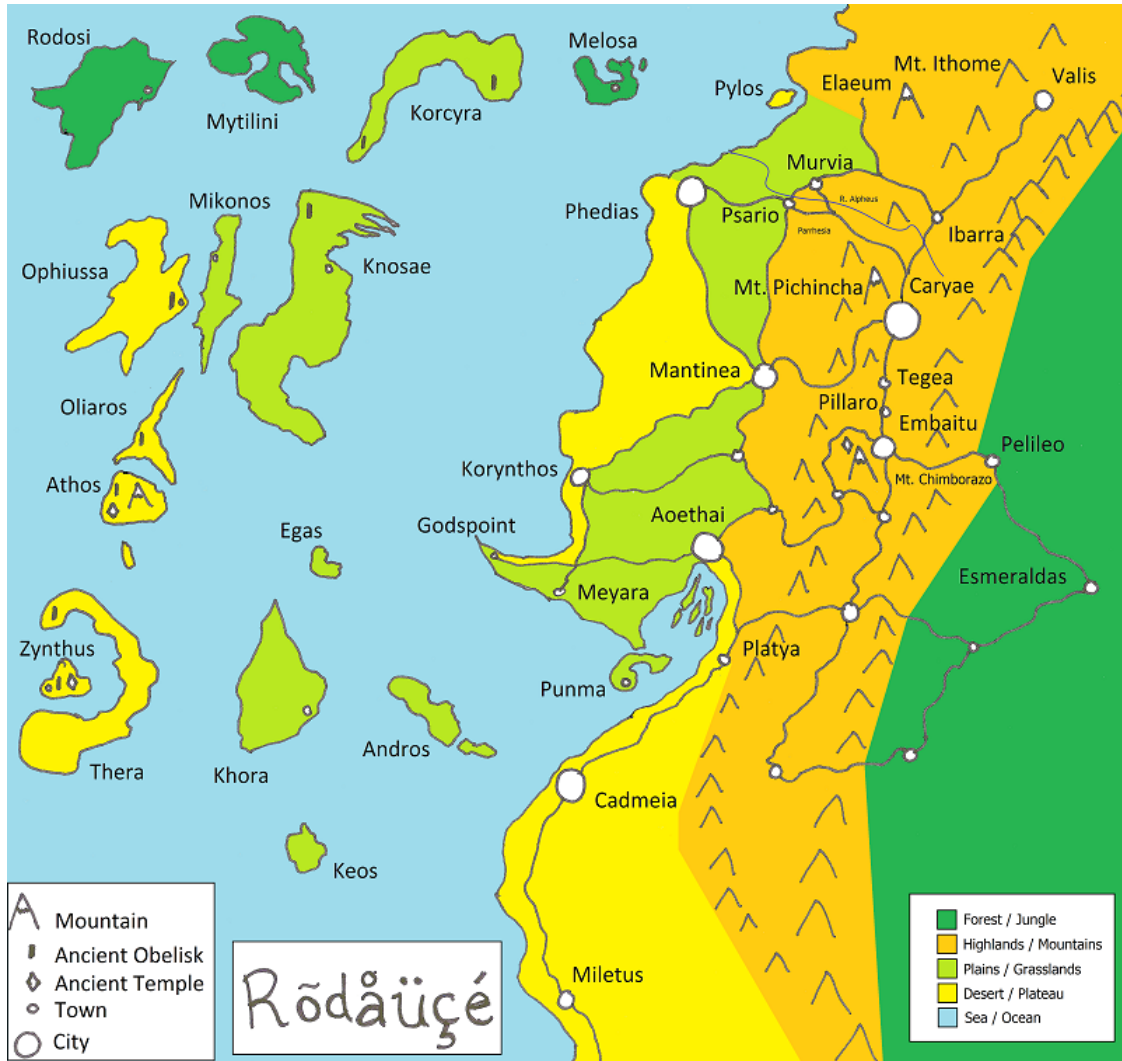 Rodosi
Mytilini
Korcyra
Melosa
Pylos
Elaeum
Mt. Ithome
Valis
Murvia
Mikonos
Phedias
Psario
R. Alpheus
Parrhesia
Ibarra
Ophiussa
Knosae
Mt. Pichincha
Caryae
Mantinea
Tegea
Oliaros
Pillaro
Embaitu
Athos
Korynthos
Pelileo
Mt. Chimborazo
Egas
Godspoint
Aoethai
Esmeraldas
Meyara
Zynthus
Platya
Punma
Thera
Khora
Andros
Cadmeia
Keos
Miletus
Mountain
Ancient Obelisk
Ancient Temple
Town
City
Rõdåüçé
Forest / Jungle
Highlands / Mountains
Plains / Grasslands
Desert / Plateau
Sea / Ocean